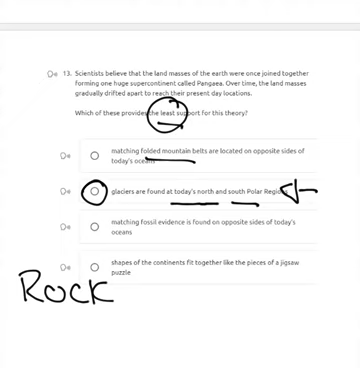 13. Scientists believe that the land masses of the earth were once joined together
forming one huge supercontinent called Pangaea. Over time, the land masses
gradually drifted apart to reach their present day locations.
Which of these provides the least support for this theory?
matching folded mountain belts are located on opposite sides of
today's oceans
glaciers are found at today's north and south Polar Regions
matching fossil evidence is found on opposite sides of today's
oceans
shapes of the continents fit together like the pieces of a jigsaw
puzzle
ROCK